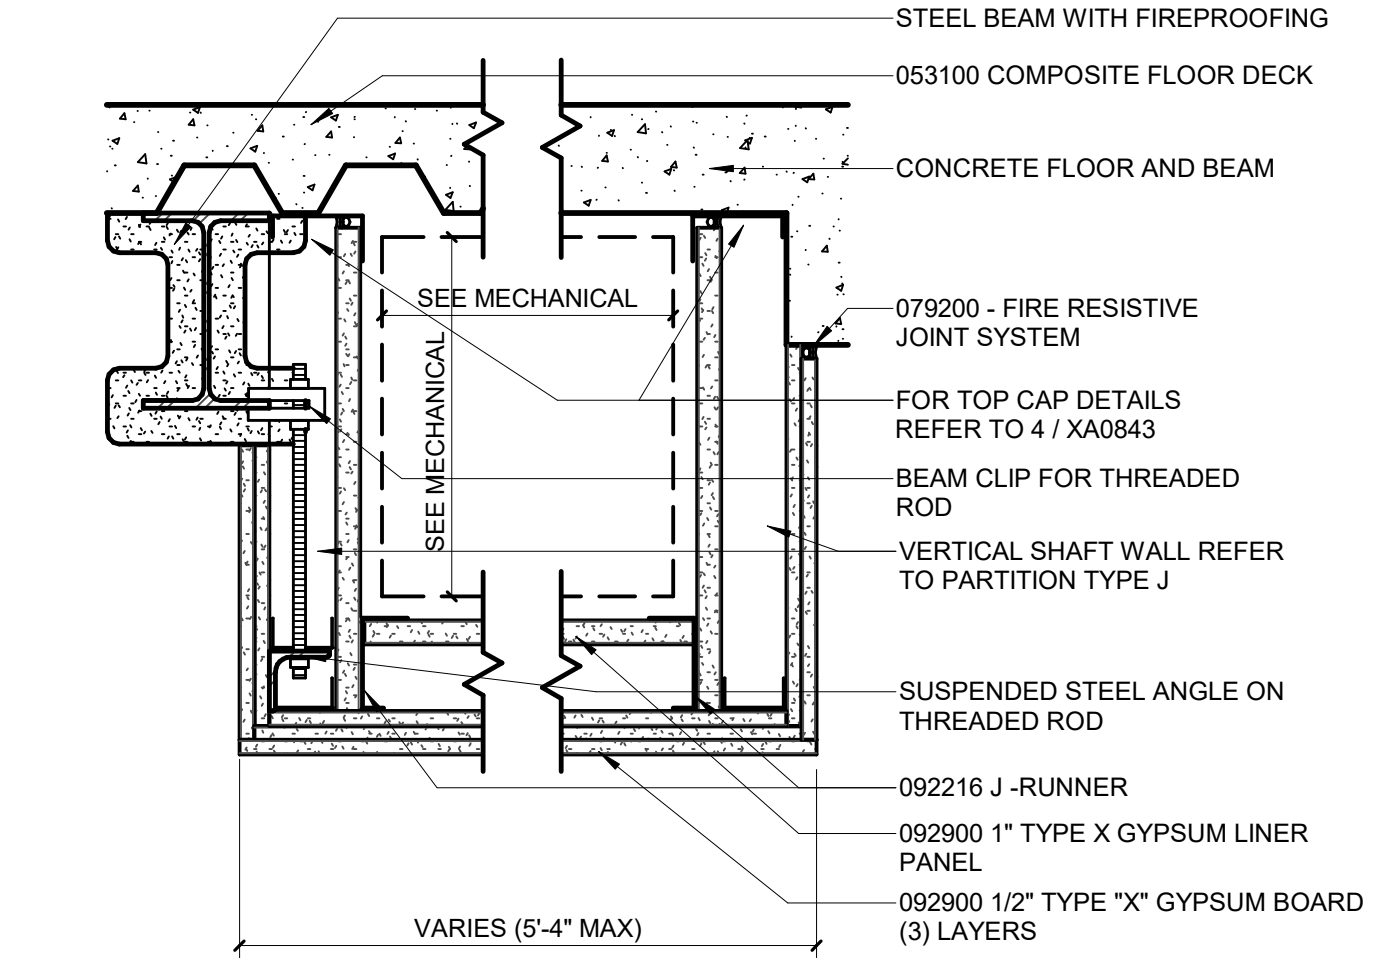 STEEL BEAM WITH FIREPROOFING
053100 COMPOSITE FLOOR DECK
CONCRETE FLOOR AND BEAM
SEE MECHANICAL
SEE MECHANICAL
079200 - FIRE RESISTIVE
JOINT SYSTEM
FOR TOP CAP DETAILS
REFER TO 4 / XA0843
BEAM CLIP FOR THREADED
ROD
VERTICAL SHAFT WALL REFER
TO PARTITION TYPE J
SUSPENDED STEEL ANGLE ON
THREADED ROD
092216 J -RUNNER
092900 1" TYPE X GYPSUM LINER
PANEL
092900 1/2" TYPE "X" GYPSUM BOARD
(3) LAYERS
VARIES (5'-4" MAX)